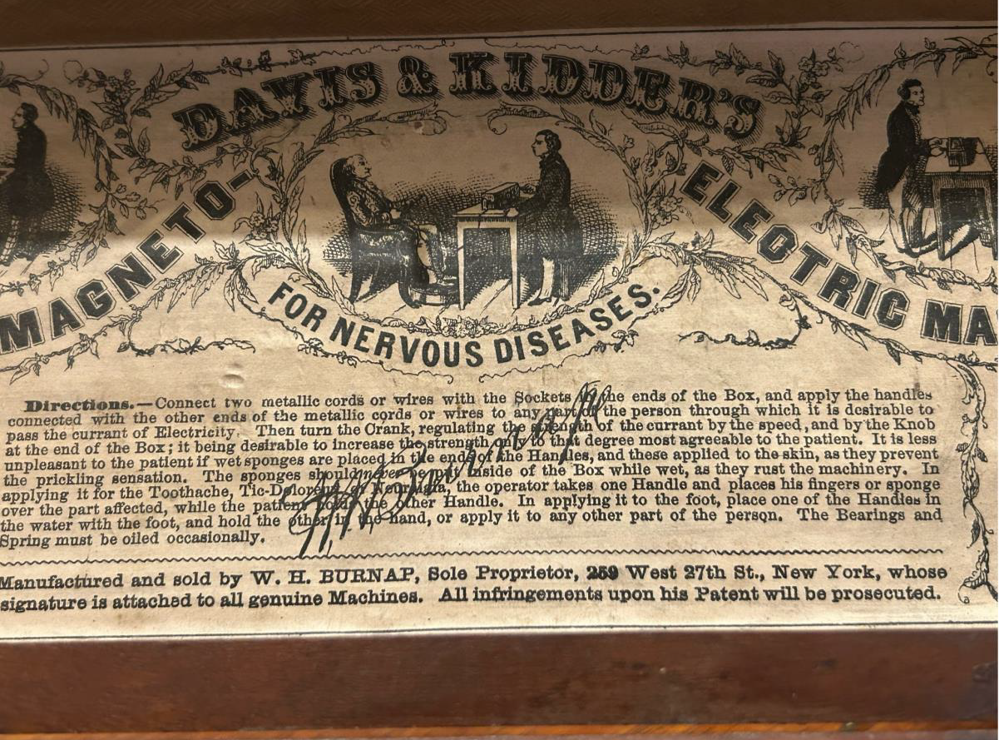 DAVIS & KIDDER'S
MAGNETO-
ELECTRIC MA
FOR NERVOUS DISEASES.
Directions.—Connect two metallic cords or wires with the Sockets the ends of the Box, and apply the handles
connected with the other ends of the metallic cords or wires to any part of the person through which it is desirable to
pass the currant of Electricity. Then turn the Crank, regulating the strength of the currant by the speed, and by the Knob
at the end of the Box; it being desirable to increase the strength only to that degree most agreeable to the patient. It is less
unpleasant to the patient if wet sponges are placed in the ends of the Handles, and these applied to the skin, as they prevent
the prickling sensation. The sponges should never be put inside of the Box while wet, as they rust the machinery. In
applying it for the Toothache, Tic-Doloreux or Neuralgia, the operator takes one Handle and places his fingers or sponge
over the part affected, while the patient holds the other Handle. In applying it to the foot, place one of the Handles in
the water with the foot, and hold the other in the hand, or apply it to any other part of the person. The Bearings and
Spring must be oiled occasionally.
W. H. Burnap
Manufactured and sold by W. H. BURNAP, Sole Proprietor, 259 West 27th St., New York, whose
signature is attached to all genuine Machines. All infringements upon his Patent will be prosecuted.